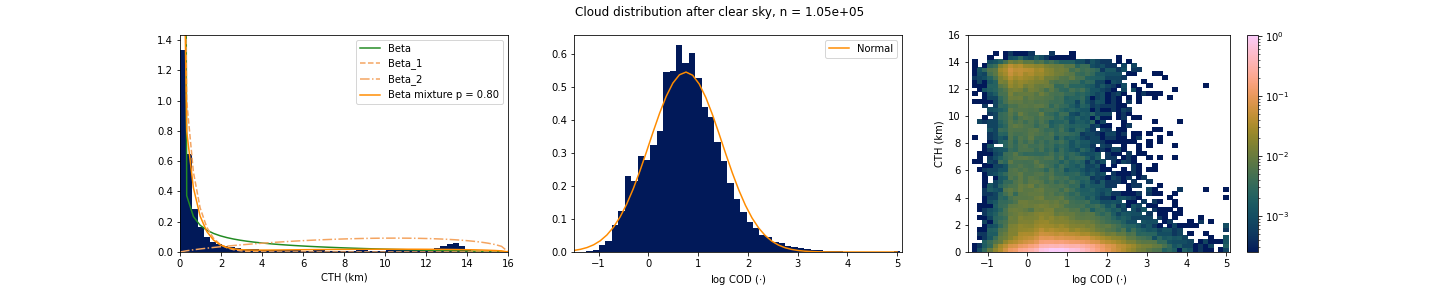 Cloud distribution after clear sky, n = 1.05e+05
1.4
1.2
1.0
0.8
0.6
0.4
0.2
0.0
0 2 4 6 8 10 12 14 16
CTH (km)
Beta
Beta_1
Beta_2
Beta mixture p = 0.80
0.6
0.5
0.4
0.3
0.2
0.1
0.0
−1 0 1 2 3 4 5
log COD (·)
Normal
CTH (km)
16
14
12
10
8
6
4
2
0
−1 0 1 2 3 4 5
log COD (·)
10⁰
10⁻¹
10⁻²
10⁻³